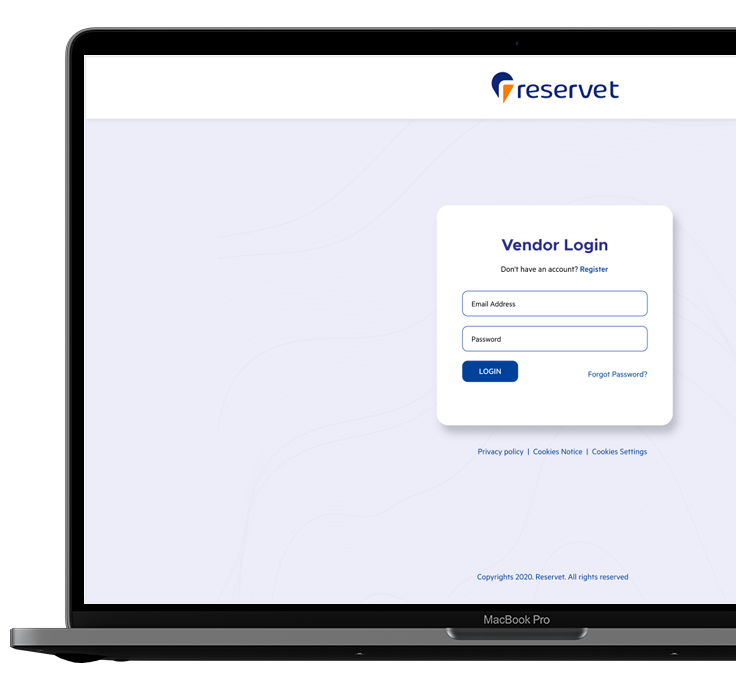 reservet
Vendor Login
Don't have an account? Register
Email Address
Password
LOGIN
Forgot Password?
Privacy policy | Cookies Notice | Cookies Settings
Copyrights 2020. Reservet. All rights reserved
MacBook Pro